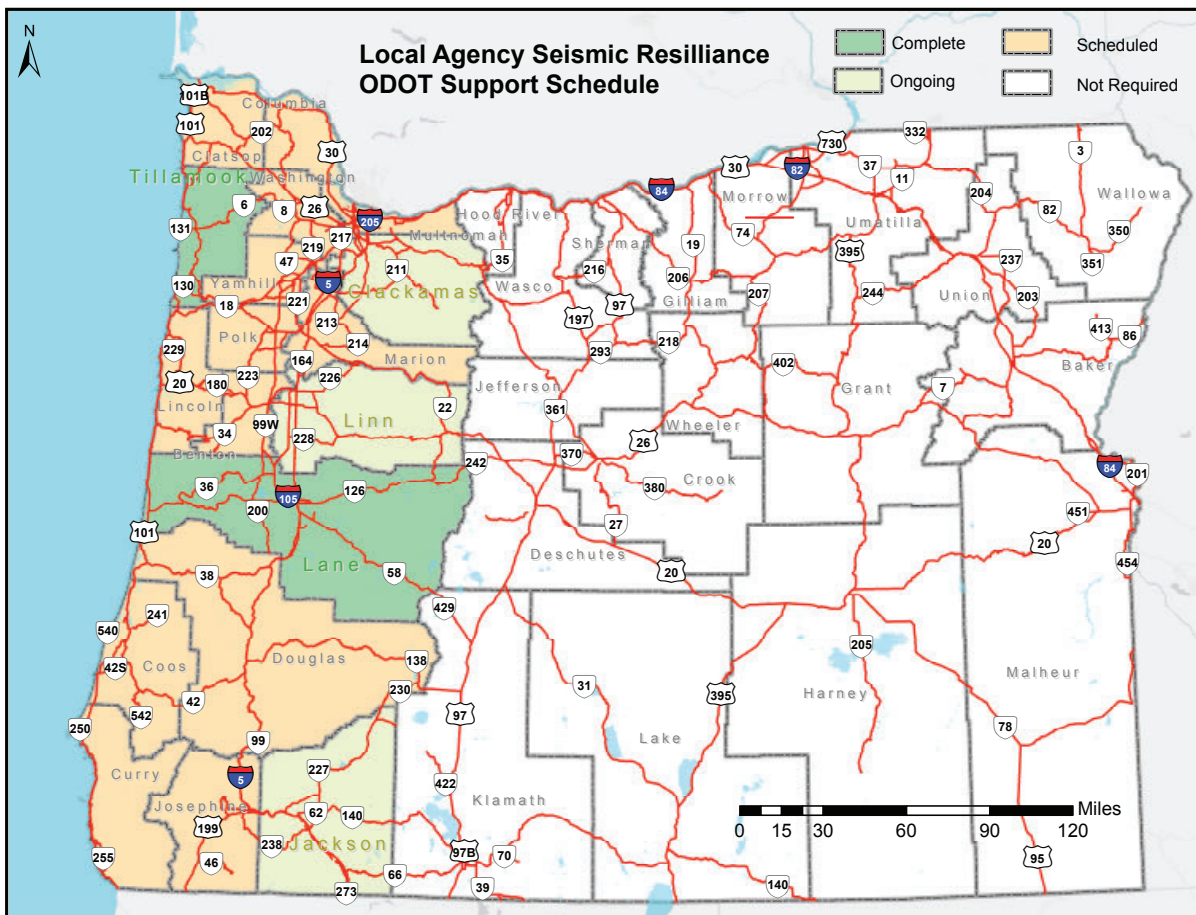 N
Local Agency Seismic Resilliance
ODOT Support Schedule
Complete
Scheduled
Ongoing
Not Required
101B
Columbia
101
202
Clatsop
30
332
730
3
Tillamook
Washington
30
82
37
11
84
Morrow
204
Wallowa
6
8
26
205
Hood River
82
131
217
Multnomah
Sherman
19
74
Umatilla
350
47
219
211
35
395
237
351
130
Yamhill
5
Clackamas
Wasco
216
206
97
Gilliam
207
244
Union
203
18
221
213
197
413
86
229
Polk
214
293
218
Baker
20
180
223
164
226
Marion
Jefferson
402
Grant
7
Lincoln
22
361
34
99W
228
Linn
26
Wheeler
Benton
242
370
84
201
36
126
380
Crook
105
200
27
451
101
Deschutes
20
Lane
58
20
454
38
429
241
540
205
42S
Coos
Douglas
138
Malheur
230
31
395
Harney
42
97
542
78
250
99
Lake
227
5
Curry
422
Josephine
62
140
Klamath
Miles
199
0 15 30 60 90 120
238
Jackson
97B
70
255
46
66
95
273
39
140